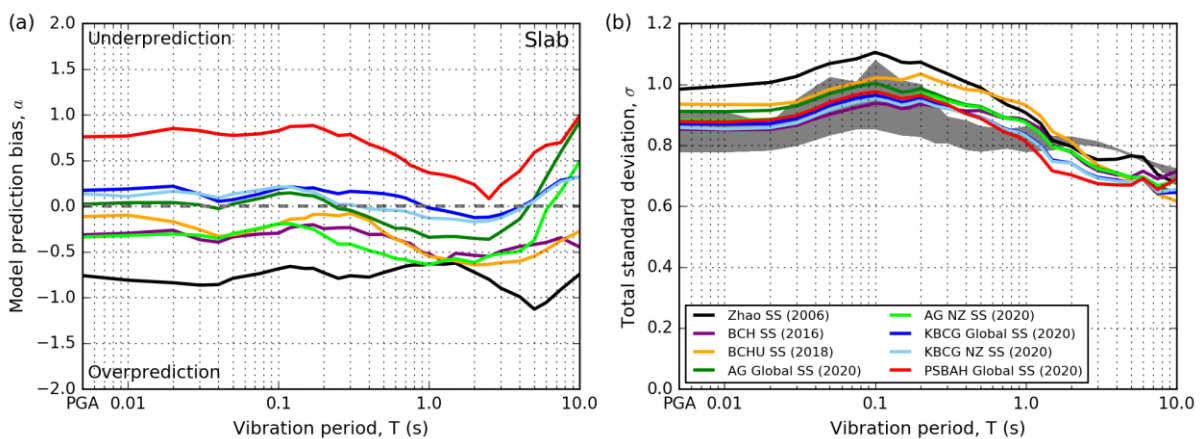 (a)
Underprediction
Slab
Overprediction
2.0
1.5
1.0
0.5
0.0
−0.5
−1.0
−1.5
−2.0
Model prediction bias, a
PGA 0.01 0.1 1.0 10.0
Vibration period, T (s)
(b)
1.2
1.0
0.8
0.6
0.4
0.2
0.0
Total standard deviation, σ
Zhao SS (2006)
BCH SS (2016)
BCHU SS (2018)
AG Global SS (2020)
AG NZ SS (2020)
KBCG Global SS (2020)
KBCG NZ SS (2020)
PSBAH Global SS (2020)
PGA 0.01 0.1 1.0 10.0
Vibration period, T (s)